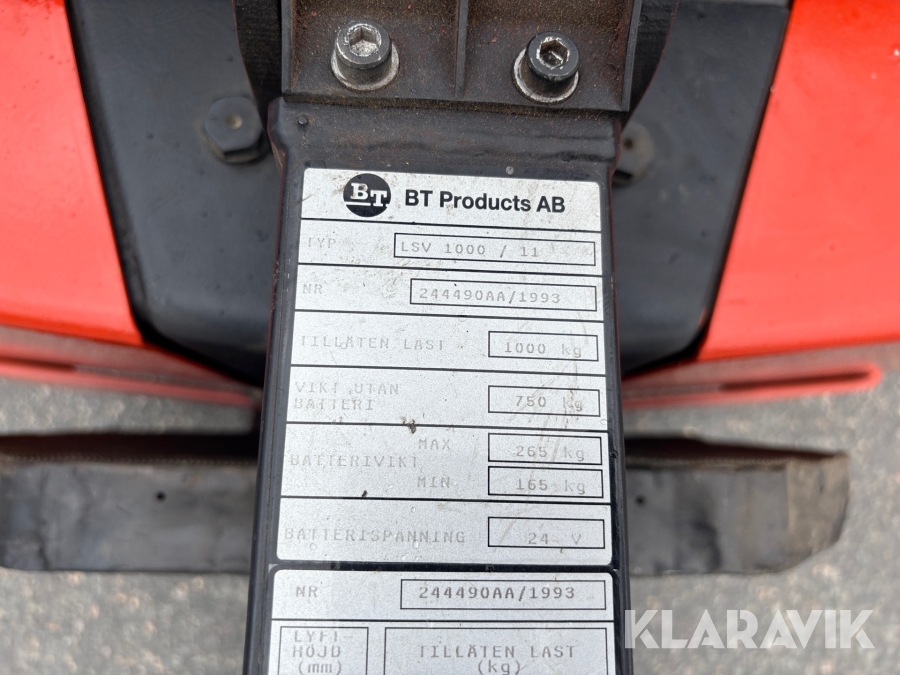 BT BT Products AB
TYP LSV 1000 / 11
NR 244490AA/1993
TILLÅTEN LAST 1000 kg
VIKT UTAN
BATTERI 750 kg
MAX 265 kg
BATTERIVIKT
MIN 165 kg
BATTERISPANNING 24 V
NR 244490AA/1993
LYFT-
HÖJD
(mm)
TILLÅTEN LAST
(kg)
KLARAVIK